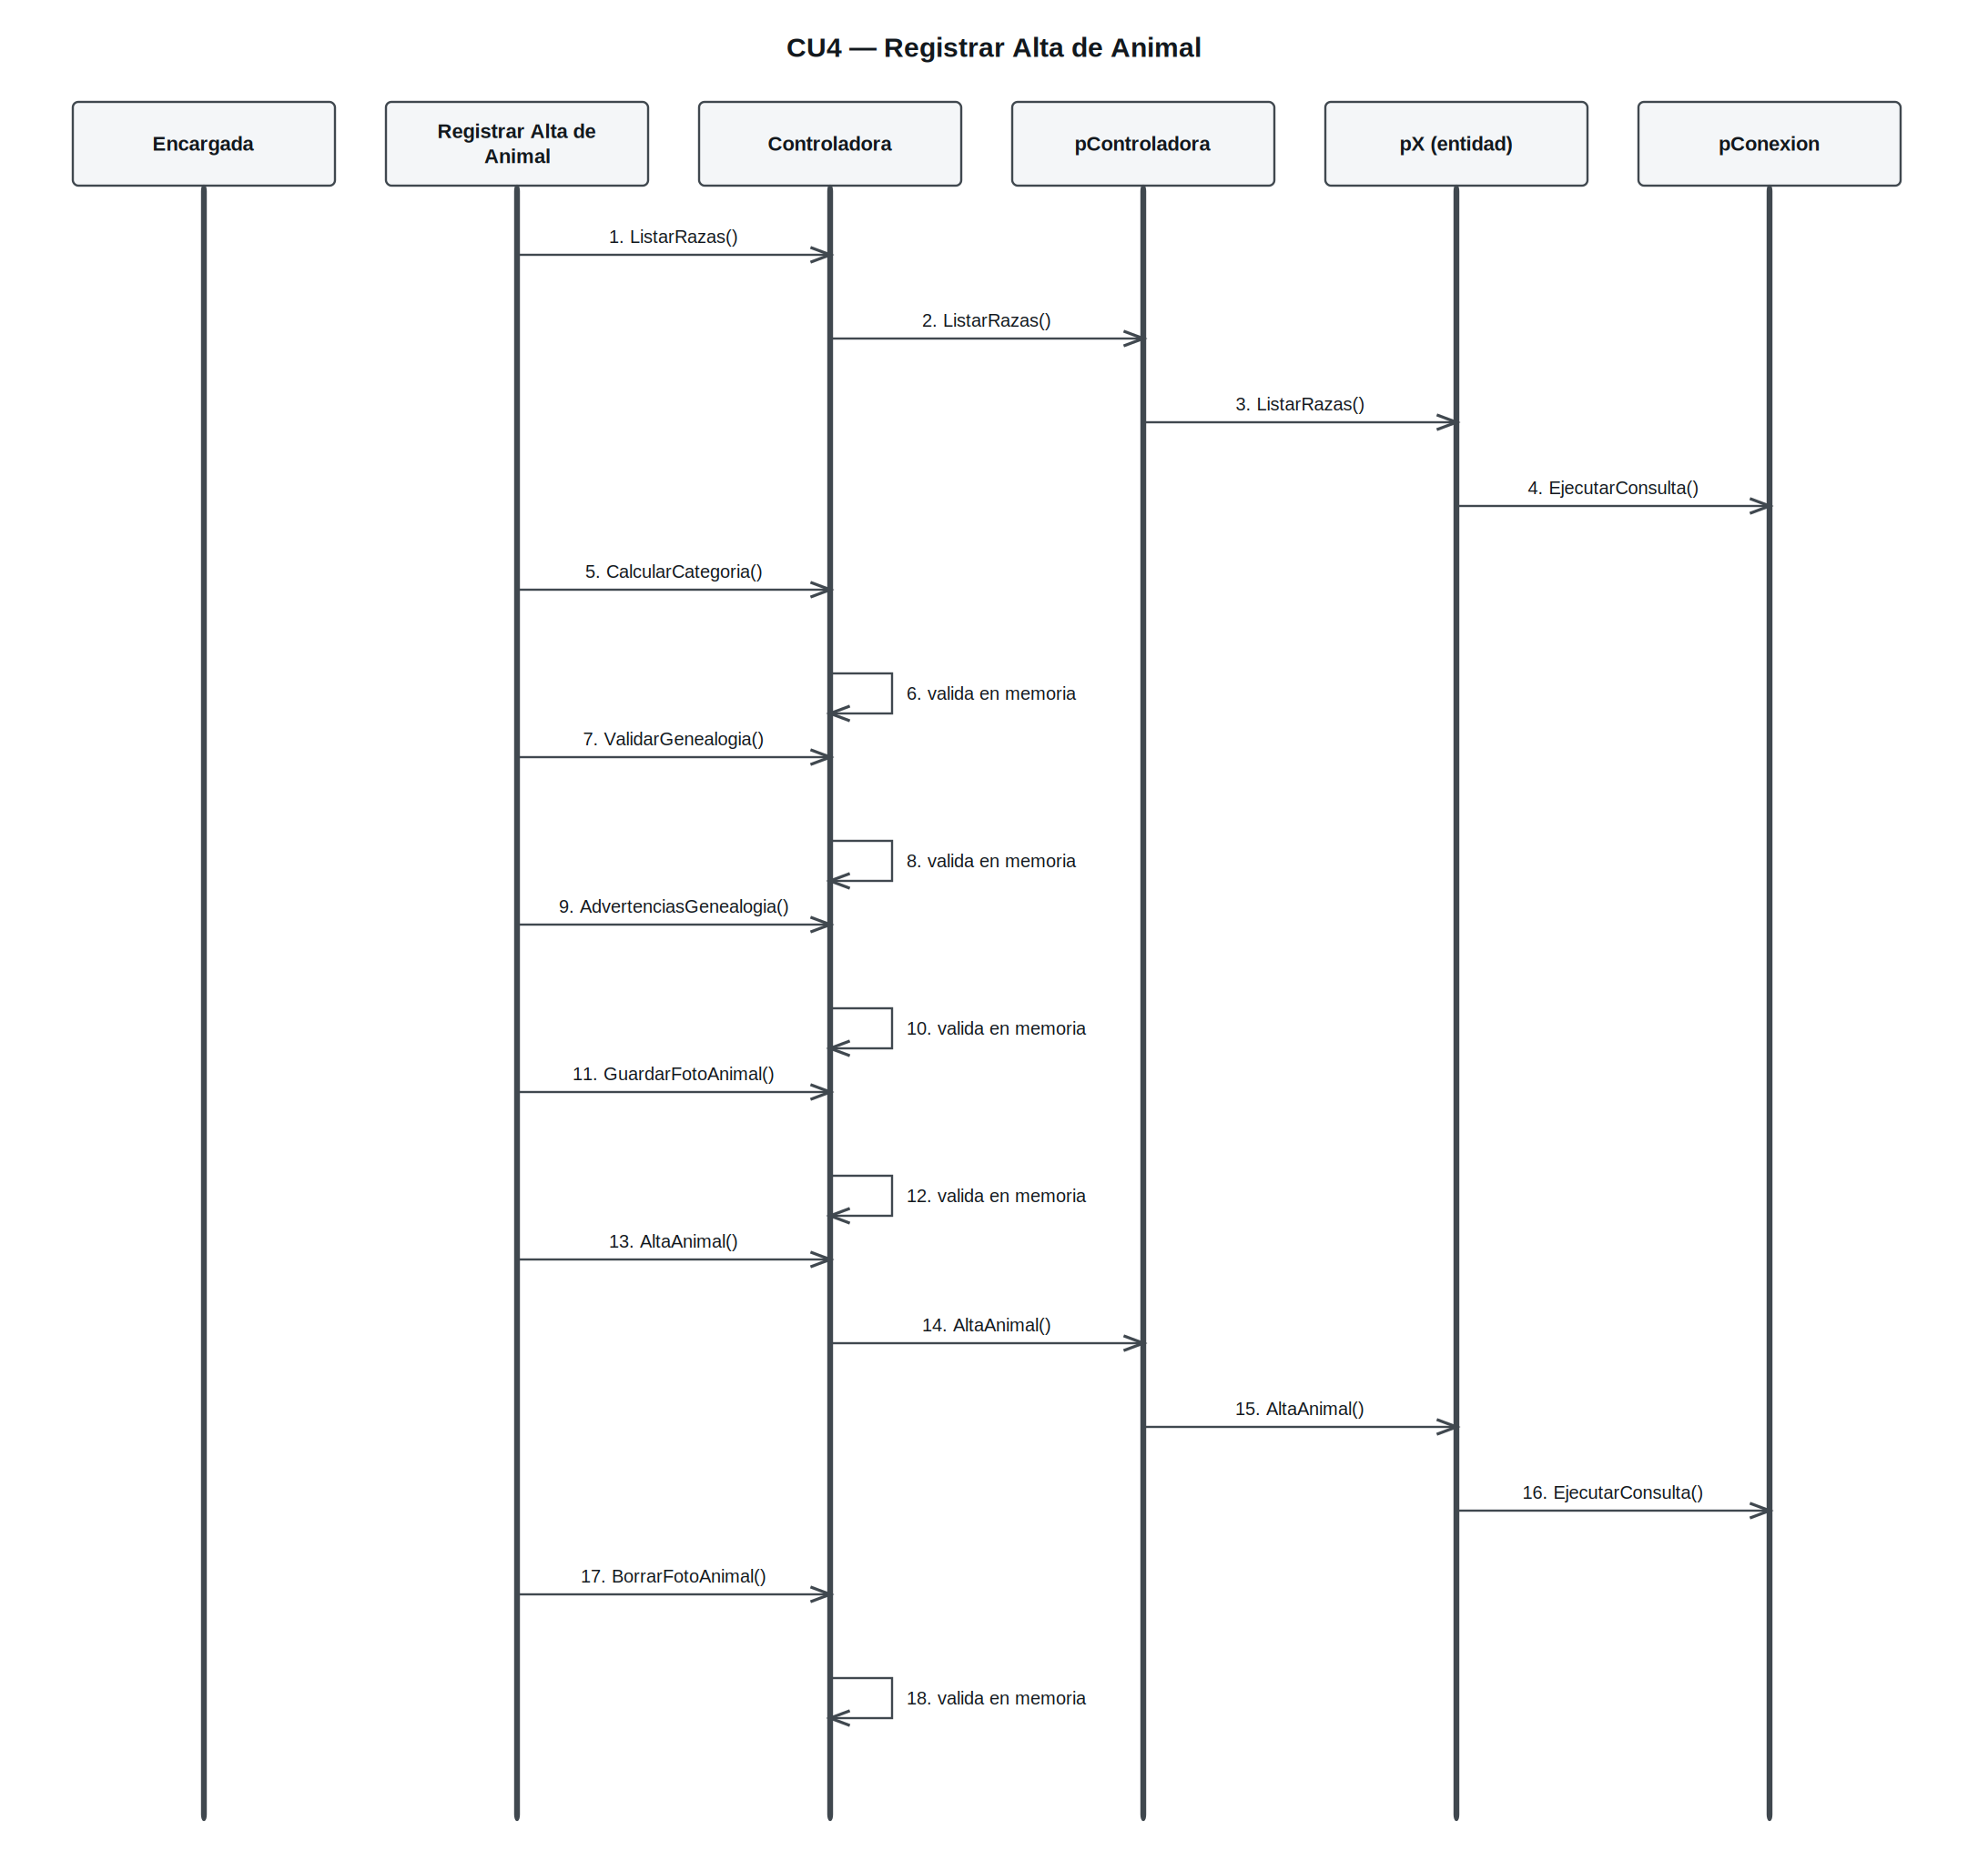 CU4 — Registrar Alta de Animal
Encargada
Registrar Alta de
Animal
Controladora
pControladora
pX (entidad)
pConexion
1. ListarRazas()
2. ListarRazas()
3. ListarRazas()
4. EjecutarConsulta()
5. CalcularCategoria()
6. valida en memoria
7. ValidarGenealogia()
8. valida en memoria
9. AdvertenciasGenealogia()
10. valida en memoria
11. GuardarFotoAnimal()
12. valida en memoria
13. AltaAnimal()
14. AltaAnimal()
15. AltaAnimal()
16. EjecutarConsulta()
17. BorrarFotoAnimal()
18. valida en memoria